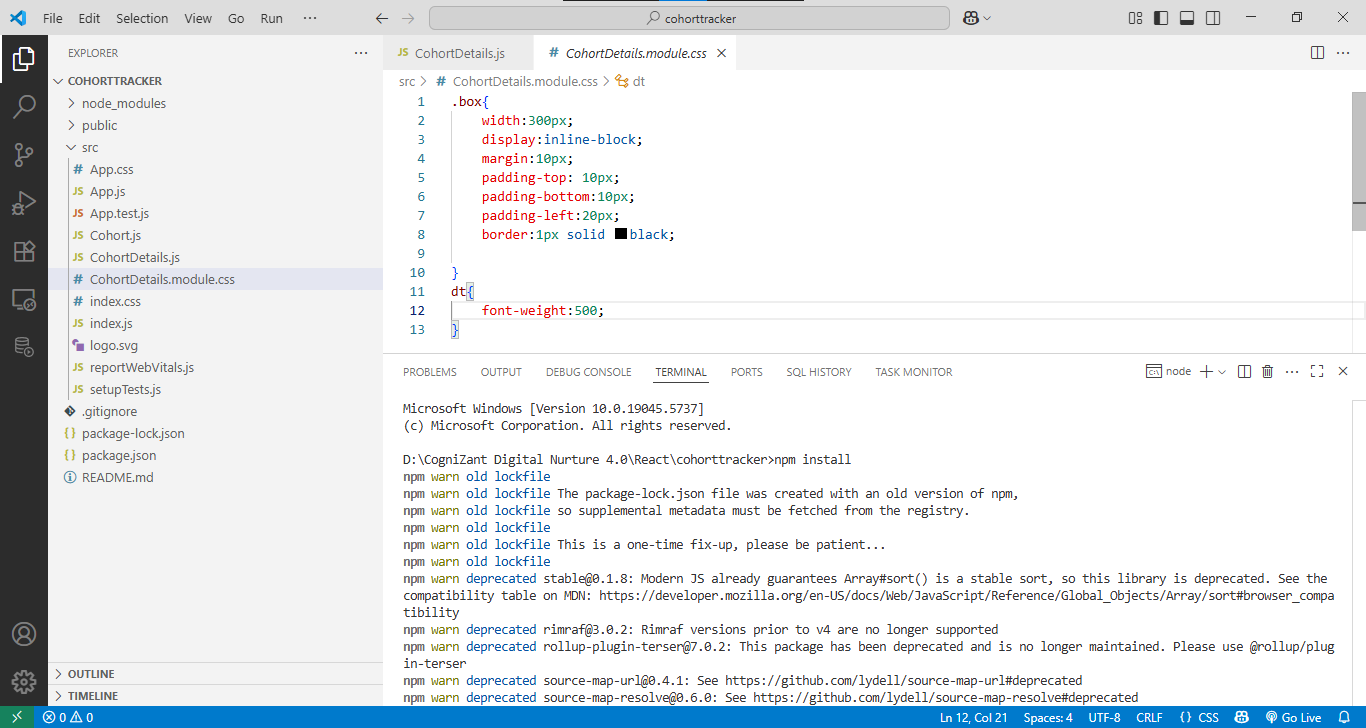 File Edit Selection View Go Run ···
cohorttracker
EXPLORER
COHORTTRACKER
node_modules
public
src
# App.css
JS App.js
JS App.test.js
JS Cohort.js
JS CohortDetails.js
# CohortDetails.module.css
# index.css
JS index.js
logo.svg
JS reportWebVitals.js
JS setupTests.js
.gitignore
{} package-lock.json
{} package.json
README.md
OUTLINE
TIMELINE
JS CohortDetails.js
# CohortDetails.module.css
src > # CohortDetails.module.css > dt
1 .box{
2 width:300px;
3 display:inline-block;
4 margin:10px;
5 padding-top: 10px;
6 padding-bottom:10px;
7 padding-left:20px;
8 border:1px solid black;
9
10 }
11 dt{
12 font-weight:500;
13 }
PROBLEMS OUTPUT DEBUG CONSOLE TERMINAL PORTS SQL HISTORY TASK MONITOR
node
Microsoft Windows [Version 10.0.19045.5737]
(c) Microsoft Corporation. All rights reserved.
D:\CogniZant Digital Nurture 4.0\React\cohorttracker>npm install
npm warn old lockfile
npm warn old lockfile The package-lock.json file was created with an old version of npm,
npm warn old lockfile so supplemental metadata must be fetched from the registry.
npm warn old lockfile
npm warn old lockfile This is a one-time fix-up, please be patient...
npm warn old lockfile
npm warn deprecated stable@0.1.8: Modern JS already guarantees Array#sort() is a stable sort, so this library is deprecated. See the
compatibility table on MDN: https://developer.mozilla.org/en-US/docs/Web/JavaScript/Reference/Global_Objects/Array/sort#browser_compa
tibility
npm warn deprecated rimraf@3.0.2: Rimraf versions prior to v4 are no longer supported
npm warn deprecated rollup-plugin-terser@7.0.2: This package has been deprecated and is no longer maintained. Please use @rollup/plug
in-terser
npm warn deprecated source-map-url@0.4.1: See https://github.com/lydell/source-map-url#deprecated
npm warn deprecated source-map-resolve@0.6.0: See https://github.com/lydell/source-map-resolve#deprecated
0 0
Ln 12, Col 21 Spaces: 4 UTF-8 CRLF {} CSS Go Live